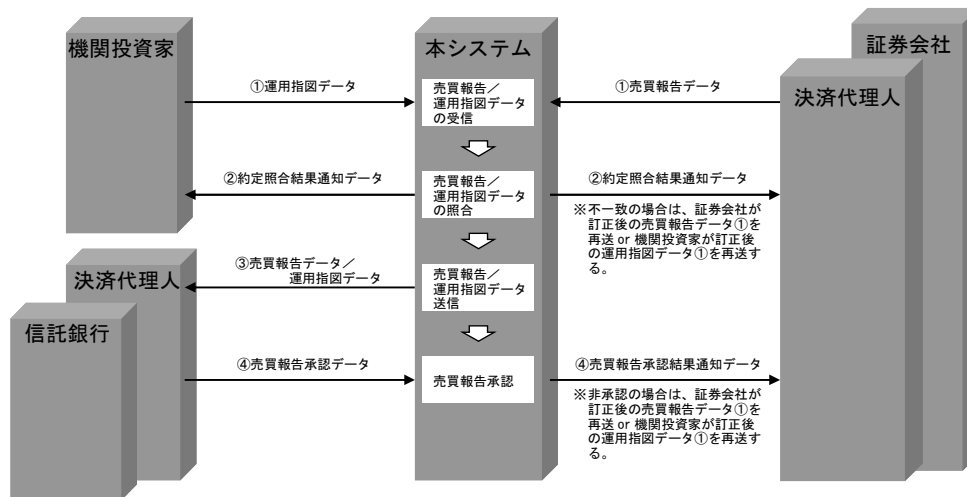 機関投資家
本システム
証券会社
決済代理人
①運用指図データ
売買報告／
運用指図データ
の受信
①売買報告データ
②約定照合結果通知データ
売買報告／
運用指図データ
の照合
②約定照合結果通知データ
※不一致の場合は、証券会社が
訂正後の売買報告データ①を
再送 or 機関投資家が訂正後
の運用指図データ①を再送す
る。
③売買報告データ／
運用指図データ
売買報告／
運用指図データ
送信
決済代理人
信託銀行
④売買報告承認データ
売買報告承認
④売買報告承認結果通知データ
※非承認の場合は、証券会社が
訂正後の売買報告データ①を
再送 or 機関投資家が訂正後
の運用指図データ①を再送す
る。